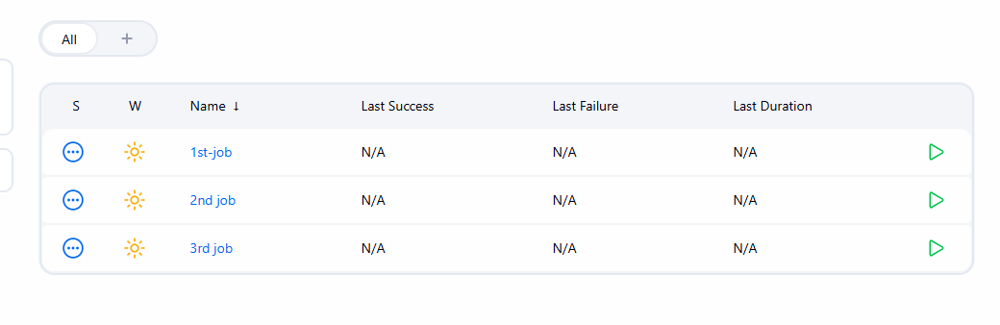 All +
S W Name ↓ Last Success Last Failure Last Duration
1st-job N/A N/A N/A
2nd job N/A N/A N/A
3rd job N/A N/A N/A